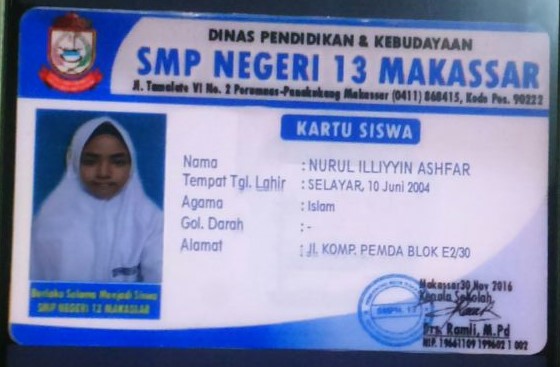 DINAS PENDIDIKAN & KEBUDAYAAN
SMP NEGERI 13 MAKASSAR
Jl. Tamalate VI No. 2 Perumnas-Panakukang Makassar (0411) 868415, Kode Pos. 90222
KARTU SISWA
Nama : NURUL ILLIYYIN ASHFAR
Tempat Tgl. Lahir : SELAYAR, 10 Juni 2004
Agama : Islam
Gol. Darah : -
Alamat : Jl. KOMP. PEMDA BLOK E2/30
Berlaku Selama Menjadi Siswa
SMP NEGERI 13 MAKASSAR
Makassar 30 Nov 2016
Kepala Sekolah,
Drs. Ramli, M.Pd
NIP. 19661109 199602 1 002